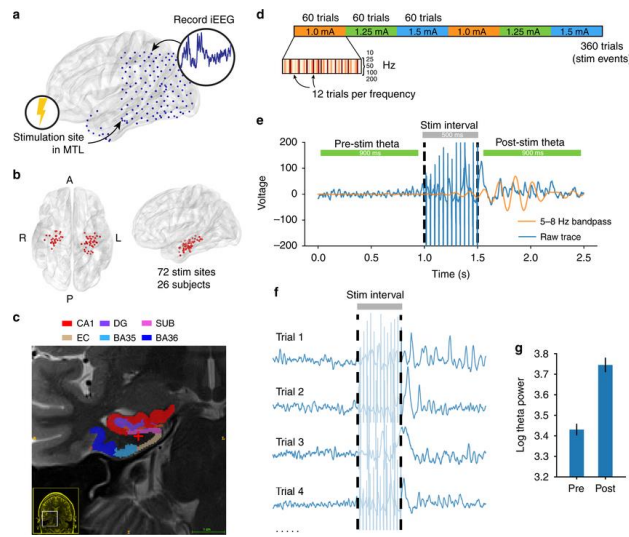 a
Record iEEG
Stimulation site
in MTL
b
A
R
L
P
72 stim sites
26 subjects
c
CA1 DG SUB
EC BA35 BA36
d
60 trials 60 trials 60 trials
1.0 mA 1.25 mA 1.5 mA 1.0 mA 1.25 mA 1.5 mA
360 trials
(stim events)
10
25
50
100
200
Hz
12 trials per frequency
e
Stim interval
500 ms
Pre-stim theta
900 ms
Post-stim theta
900 ms
200
100
0
−100
−200
Voltage
5–8 Hz bandpass
Raw trace
0.0 0.5 1.0 1.5 2.0 2.5
Time (s)
f
Stim interval
Trial 1
Trial 2
Trial 3
Trial 4
. . . . .
g
3.8
3.7
3.6
3.5
3.4
3.3
3.2
Log theta power
Pre Post